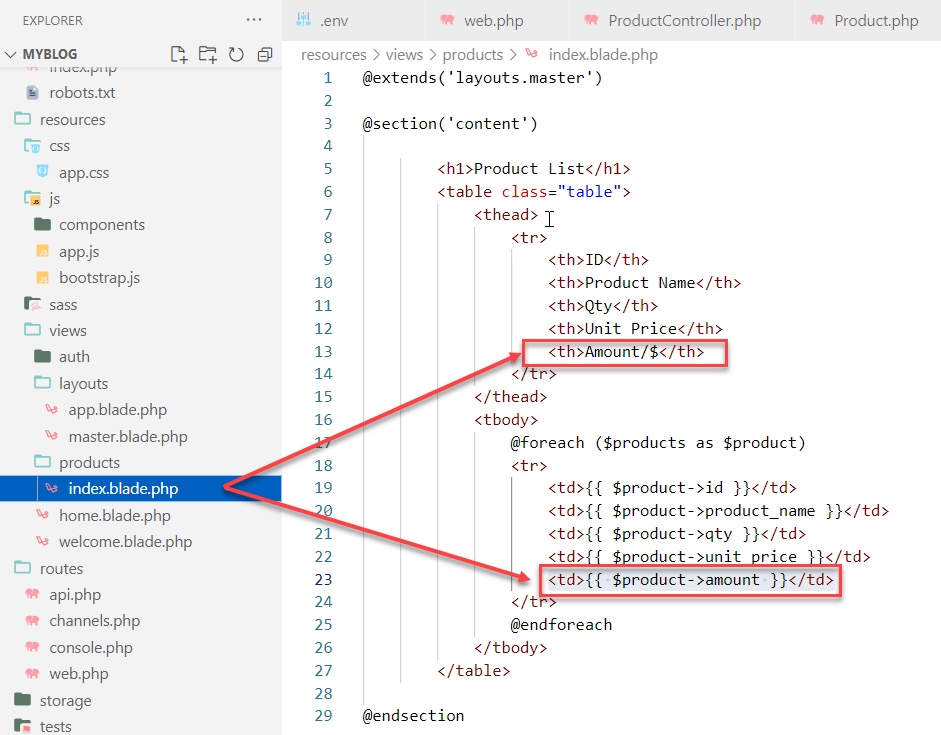 EXPLORER ...
MYBLOG
index.php
robots.txt
resources
css
app.css
js
components
app.js
bootstrap.js
sass
views
auth
layouts
app.blade.php
master.blade.php
products
index.blade.php
home.blade.php
welcome.blade.php
routes
api.php
channels.php
console.php
web.php
storage
tests
.env web.php ProductController.php Product.php
resources > views > products > index.blade.php
1 @extends('layouts.master')
2
3 @section('content')
4
5 <h1>Product List</h1>
6 <table class="table">
7 <thead>
8 <tr>
9 <th>ID</th>
10 <th>Product Name</th>
11 <th>Qty</th>
12 <th>Unit Price</th>
13 <th>Amount/$</th>
14 </tr>
15 </thead>
16 <tbody>
17 @foreach ($products as $product)
18 <tr>
19 <td>{{ $product->id }}</td>
20 <td>{{ $product->product_name }}</td>
21 <td>{{ $product->qty }}</td>
22 <td>{{ $product->unit_price }}</td>
23 <td>{{ $product->amount }}</td>
24 </tr>
25 @endforeach
26 </tbody>
27 </table>
28
29 @endsection